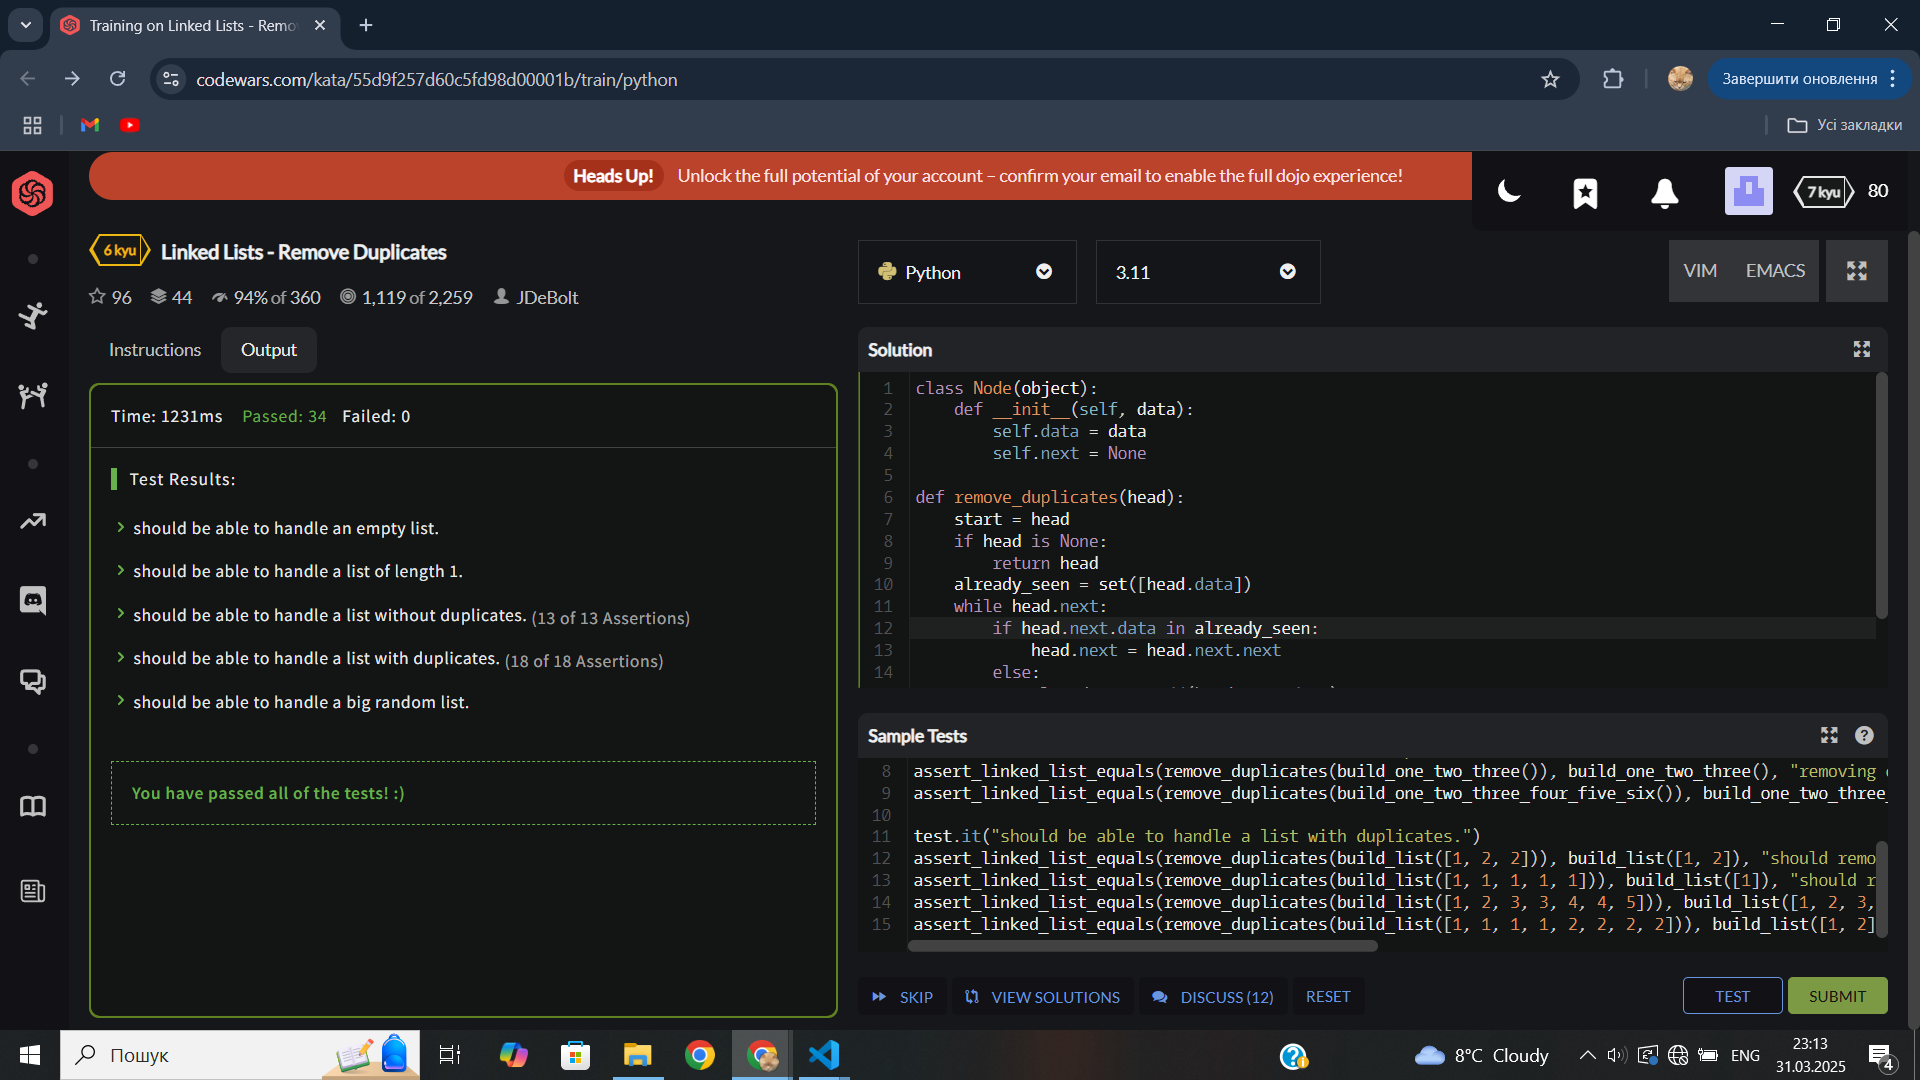 Training on Linked Lists - Remo
codewars.com/kata/55d9f257d60c5fd98d00001b/train/python
Завершити оновлення
Усі закладки
Heads Up! Unlock the full potential of your account – confirm your email to enable the full dojo experience!
7 kyu 80
6 kyu Linked Lists - Remove Duplicates
96 44 94% of 360 1,119 of 2,259 JDeBolt
Instructions Output
Time: 1231ms Passed: 34 Failed: 0
Test Results:
should be able to handle an empty list.
should be able to handle a list of length 1.
should be able to handle a list without duplicates. (13 of 13 Assertions)
should be able to handle a list with duplicates. (18 of 18 Assertions)
should be able to handle a big random list.
You have passed all of the tests! :)
Python 3.11 VIM EMACS
Solution
1 class Node(object):
2 def __init__(self, data):
3 self.data = data
4 self.next = None
5
6 def remove_duplicates(head):
7 start = head
8 if head is None:
9 return head
10 already_seen = set([head.data])
11 while head.next:
12 if head.next.data in already_seen:
13 head.next = head.next.next
14 else:
Sample Tests
8 assert_linked_list_equals(remove_duplicates(build_one_two_three()), build_one_two_three(), "removing
9 assert_linked_list_equals(remove_duplicates(build_one_two_three_four_five_six()), build_one_two_three_
10
11 test.it("should be able to handle a list with duplicates.")
12 assert_linked_list_equals(remove_duplicates(build_list([1, 2, 2])), build_list([1, 2]), "should remo
13 assert_linked_list_equals(remove_duplicates(build_list([1, 1, 1, 1, 1])), build_list([1]), "should r
14 assert_linked_list_equals(remove_duplicates(build_list([1, 2, 3, 3, 4, 4, 5])), build_list([1, 2, 3,
15 assert_linked_list_equals(remove_duplicates(build_list([1, 1, 1, 1, 2, 2, 2, 2])), build_list([1, 2]
SKIP VIEW SOLUTIONS DISCUSS (12) RESET TEST SUBMIT
Пошук
8°C Cloudy
ENG
23:13
31.03.2025
4